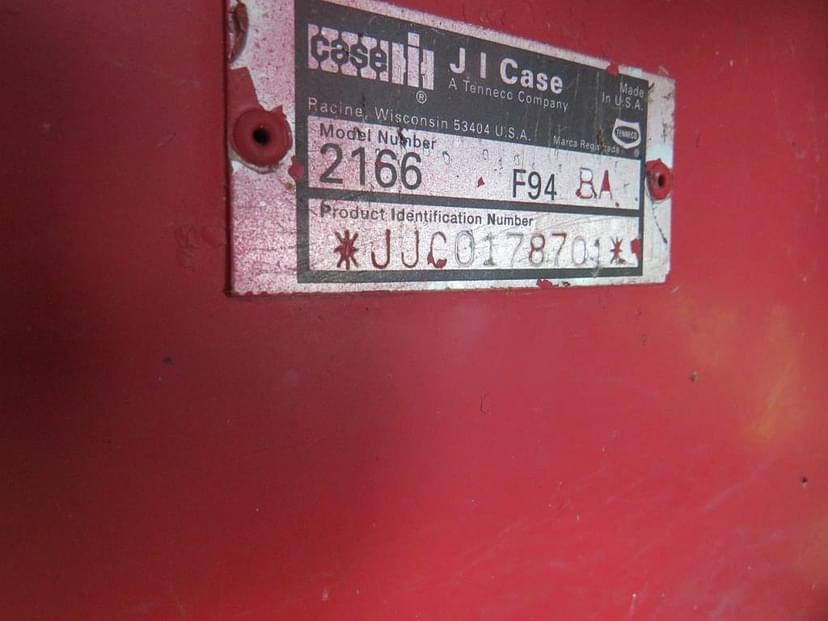 case IH
®
J I Case
A Tenneco Company
Made
In U.S.A.
Racine, Wisconsin 53404 U.S.A.
Marca Registrada
TENNECO
®
Model Number
2166 F94 BA
Product Identification Number
*JJC0178701*